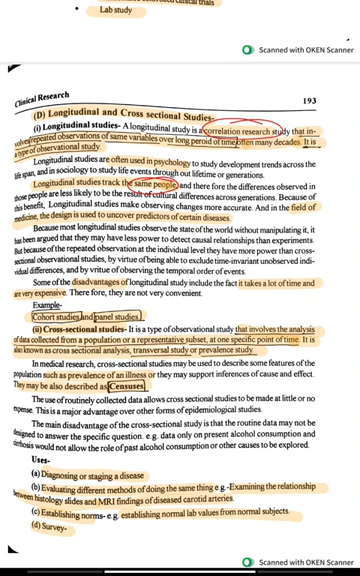 controlled clinical trials
• Lab study
Scanned with OKEN Scanner
Clinical Research
193
(D) Longitudinal and Cross sectional Studies-
(i) Longitudinal studies- A longitudinal study is a correlation research study that in-
volves repeated observations of same variables over long peroid of time often many decades. It is
a type of observational study.
Longitudinal studies are often used in psychology to study development trends across the
life span, and in sociology to study life events through out lifetime or generations.
Longitudinal studies track the same people and there fore the differences observed in
those people are less likely to be the result of cultural differences across generations. Because of
this benefit, Longitudinal studies make observing changes more accurate. And in the field of
medicine, the design is used to uncover predictors of certain diseases.
Because most longitudinal studies observe the state of the world without manipulating it, it
has been argued that they may have less power to detect causal relationships than experiments.
But because of the repeated observation at the individual level they have more power than cross-
sectional observational studies, by virtue of being able to exclude time-invariant unobserved indi-
vidual differences, and by vritue of observing the temporal order of events.
Some of the disadvantages of longitudinal study include the fact it takes a lot of time and
are very expensive. There fore, they are not very convenient.
Example-
Cohort studies and panel studies.
(ii) Cross-sectional studies- It is a type of observational study that involves the analysis
of data collected from a population or a representative subset, at one specific point of time. It is
also known as cross sectional analysis, transversal study or prevalence study.
In medical research, cross-sectional studies may be used to describe some features of the
population such as prevalence of an illness or they may support inferences of cause and effect.
They may be also described as Censuses.
The use of routinely collected data allows cross-sectional studies to be made at little or no
expense. This is a major advantage over other forms of epidemiological studies.
The main disadvantage of the cross-sectional study is that the routine data may not be
designed to answer the specific question. e.g. data only on present alcohol consumption and
cirrhosis would not allow the role of past alcohol consumption or other causes to be explored.
Uses-
(a) Diagnosing or staging a disease
(b) Evaluating different methods of doing the same thing e.g.-Examining the relationship
between histology slides and MRI findings of diseased carotid arteries.
(c) Establishing norms- e.g. establishing normal lab values from normal subjects.
(d) Survey-
Scanned with OKEN Scanner